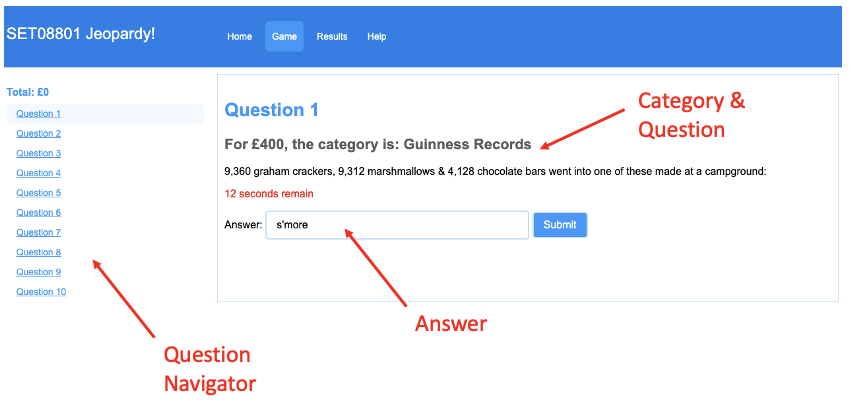 SET08801 Jeopardy!
Home Game Results Help
Total: £0
Question 1
Question 2
Question 3
Question 4
Question 5
Question 6
Question 7
Question 8
Question 9
Question 10
Question 1
For £400, the category is: Guinness Records
9,360 graham crackers, 9,312 marshmallows & 4,128 chocolate bars went into one of these made at a campground:
12 seconds remain
Answer: s'more Submit
Category &
Question
Answer
Question
Navigator